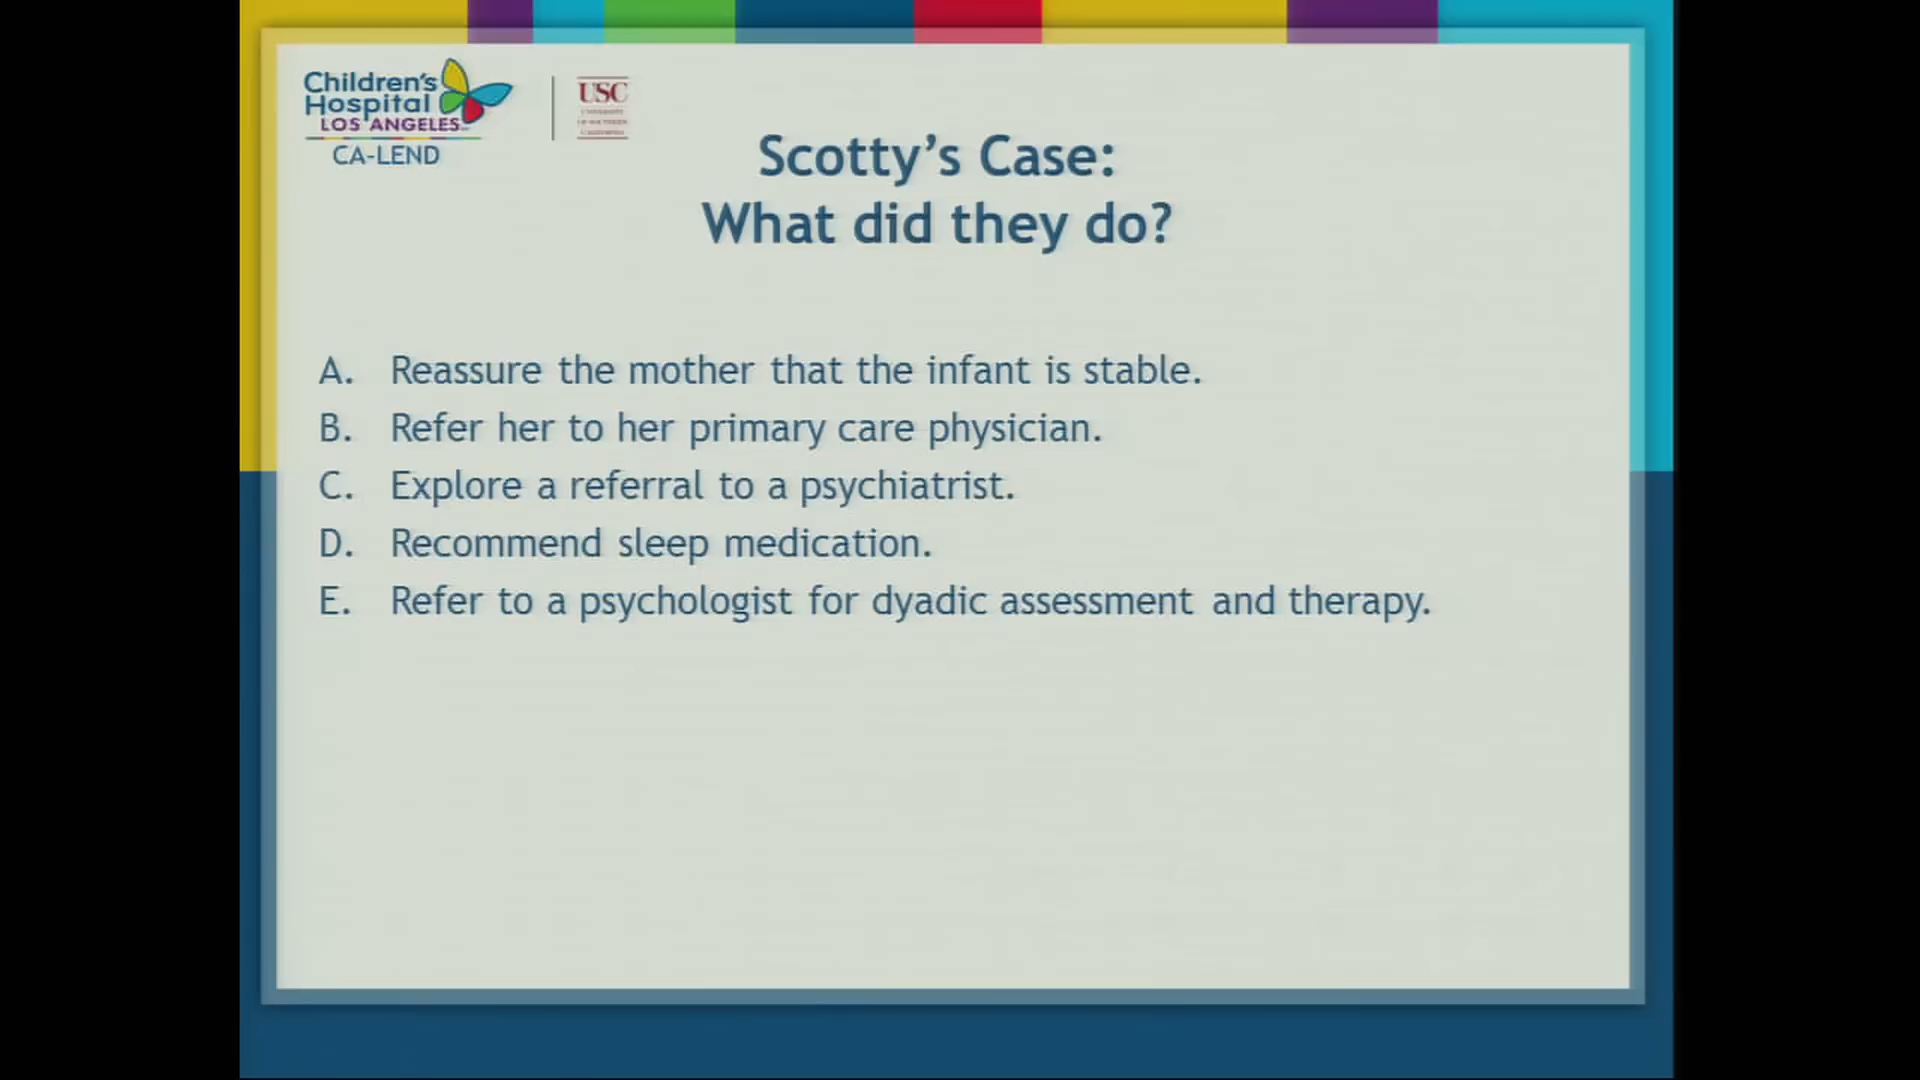 Children's
Hospital
LOS ANGELES
CA-LEND
USC
Scotty’s Case:
What did they do?
A. Reassure the mother that the infant is stable.
B. Refer her to her primary care physician.
C. Explore a referral to a psychiatrist.
D. Recommend sleep medication.
E. Refer to a psychologist for dyadic assessment and therapy.